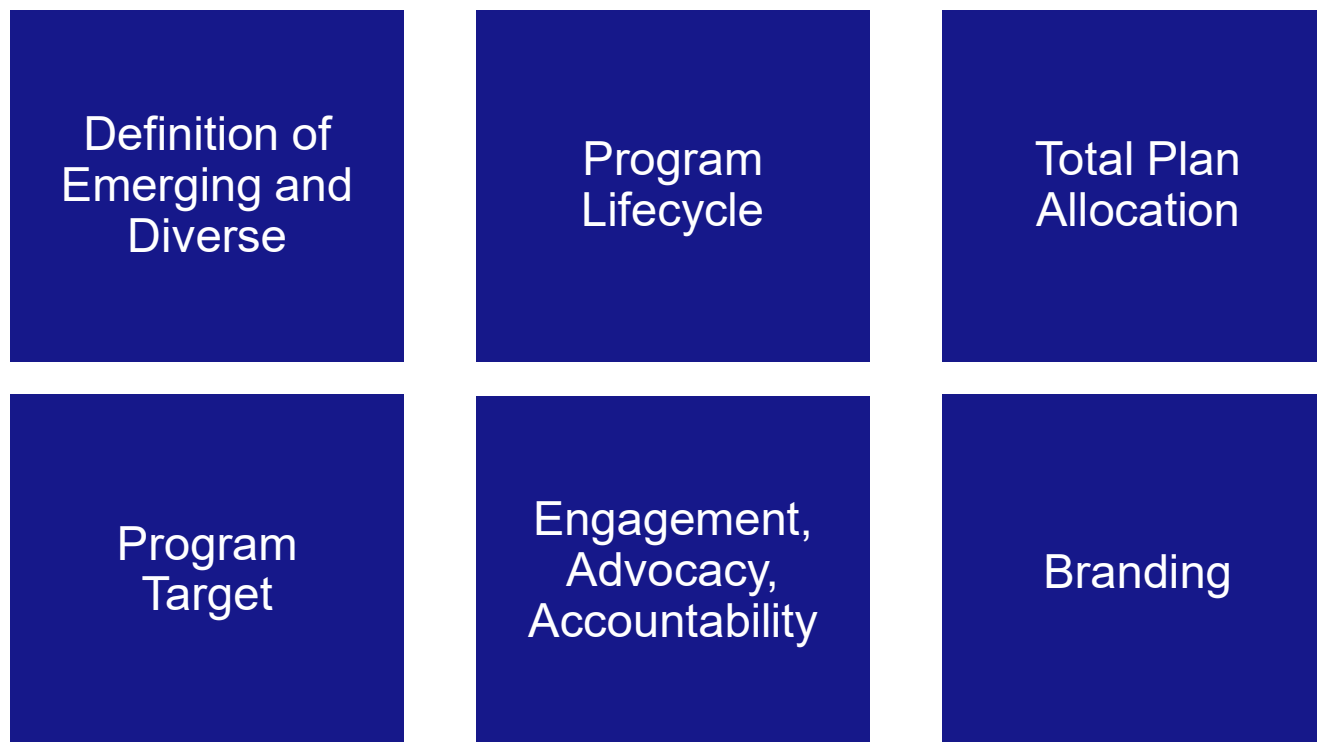 Definition of
Emerging and
Diverse
Program
Lifecycle
Total Plan
Allocation
Program
Target
Engagement,
Advocacy,
Accountability
Branding